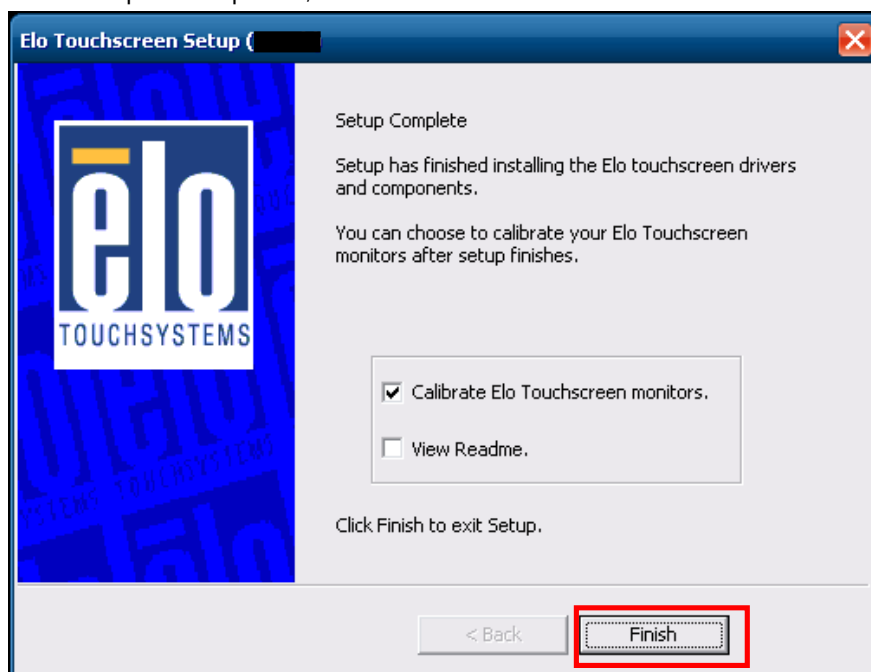 Elo Touchscreen Setup (
elo
TOUCHSYSTEMS
Setup Complete
Setup has finished installing the Elo touchscreen drivers
and components.
You can choose to calibrate your Elo Touchscreen
monitors after setup finishes.
Calibrate Elo Touchscreen monitors.
View Readme.
Click Finish to exit Setup.
< Back
Finish